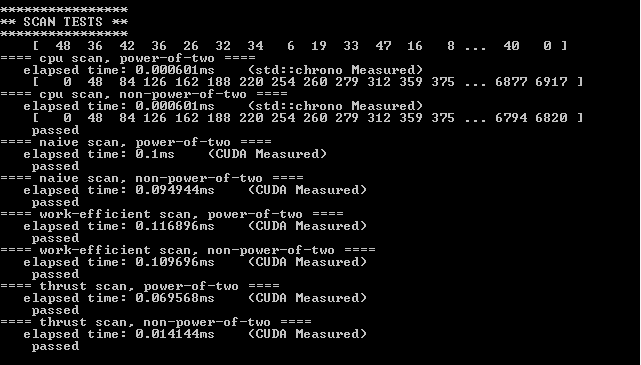 ****************
** SCAN TESTS **
****************
    [  48  36  42  36  26  32  34   6  19  33  47  16   8 ...  40   0 ]
==== cpu scan, power-of-two ====
   elapsed time: 0.000601ms    (std::chrono Measured)
    [   0  48  84 126 162 188 220 254 260 279 312 359 375 ... 6877 6917 ]
==== cpu scan, non-power-of-two ====
   elapsed time: 0.000601ms    (std::chrono Measured)
    [   0  48  84 126 162 188 220 254 260 279 312 359 375 ... 6794 6820 ]
    passed
==== naive scan, power-of-two ====
   elapsed time: 0.1ms    (CUDA Measured)
    passed
==== naive scan, non-power-of-two ====
   elapsed time: 0.094944ms    (CUDA Measured)
    passed
==== work-efficient scan, power-of-two ====
   elapsed time: 0.116896ms    (CUDA Measured)
    passed
==== work-efficient scan, non-power-of-two ====
   elapsed time: 0.109696ms    (CUDA Measured)
    passed
==== thrust scan, power-of-two ====
   elapsed time: 0.069568ms    (CUDA Measured)
    passed
==== thrust scan, non-power-of-two ====
   elapsed time: 0.014144ms    (CUDA Measured)
    passed